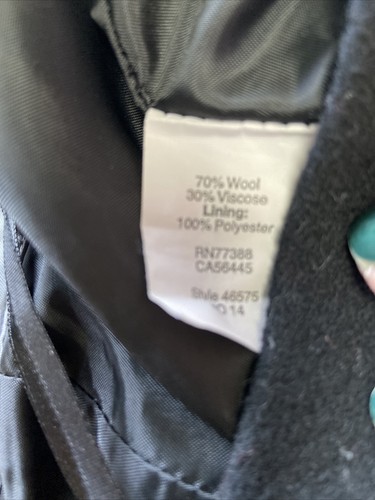 70% Wool
30% Viscose
Lining:
100% Polyester
RN77388
CA56445
Style 46575
14